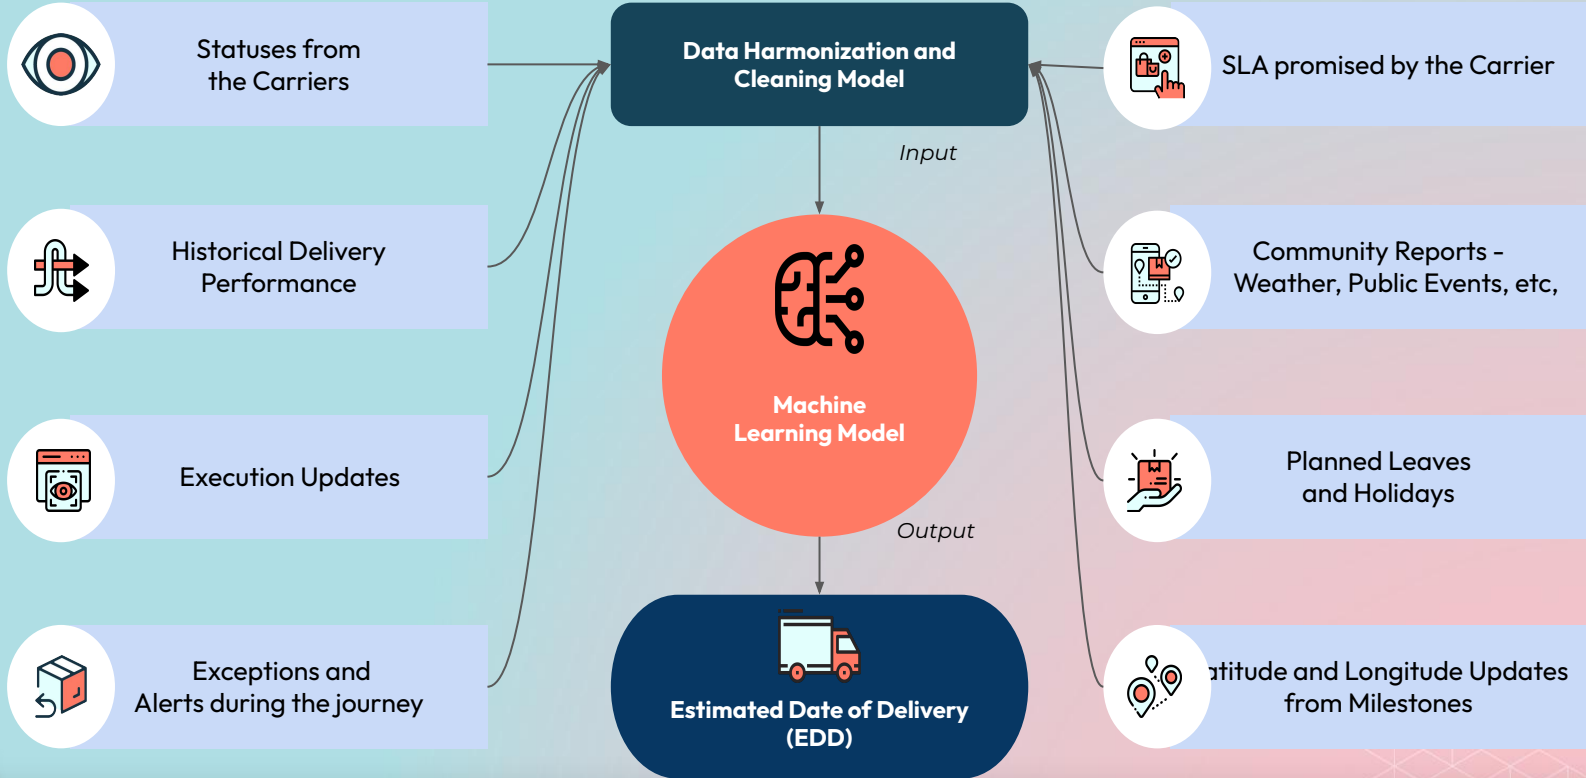 Statuses from
the Carriers
Historical Delivery
Performance
Execution Updates
Exceptions and
Alerts during the journey
Data Harmonization and
Cleaning Model
Input
Machine
Learning Model
Output
Estimated Date of Delivery
(EDD)
SLA promised by the Carrier
Community Reports -
Weather, Public Events, etc,
Planned Leaves
and Holidays
atitude and Longitude Updates
from Milestones